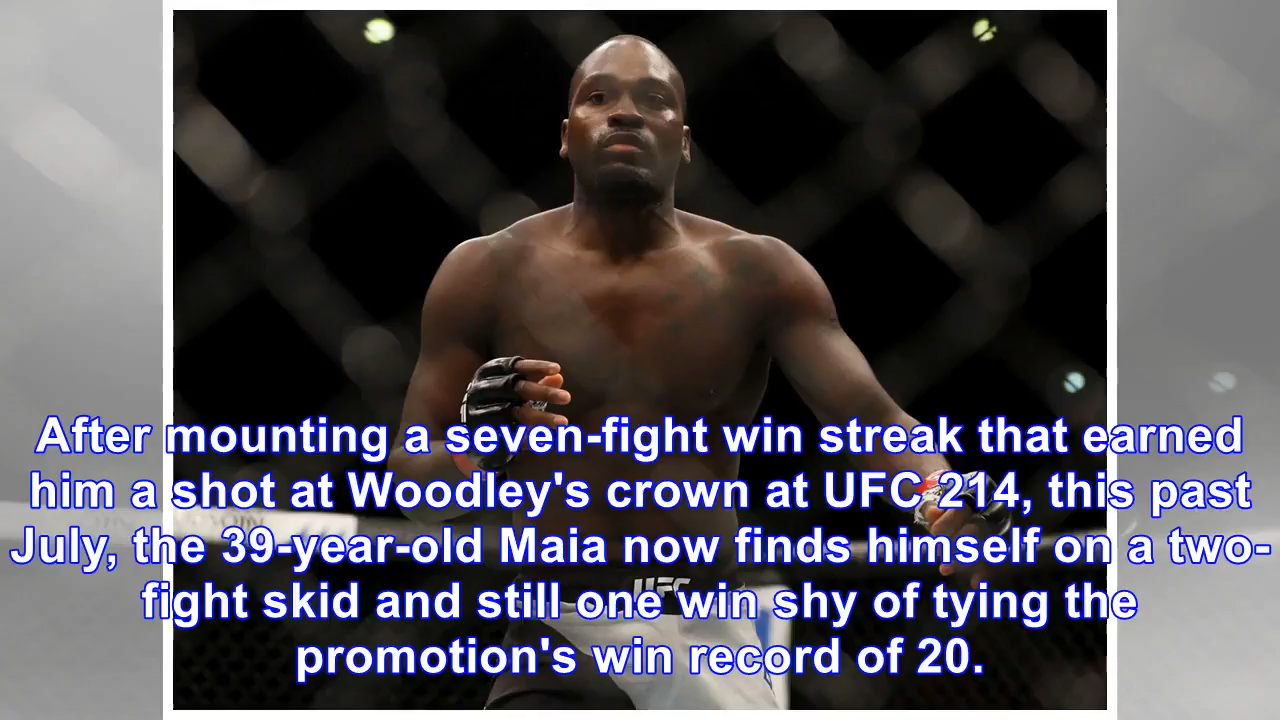 After mounting a seven-fight win streak that earned
him a shot at Woodley's crown at UFC 214, this past
July, the 39-year-old Maia now finds himself on a two-
fight skid and still one win shy of tying the
promotion's win record of 20.
UFC